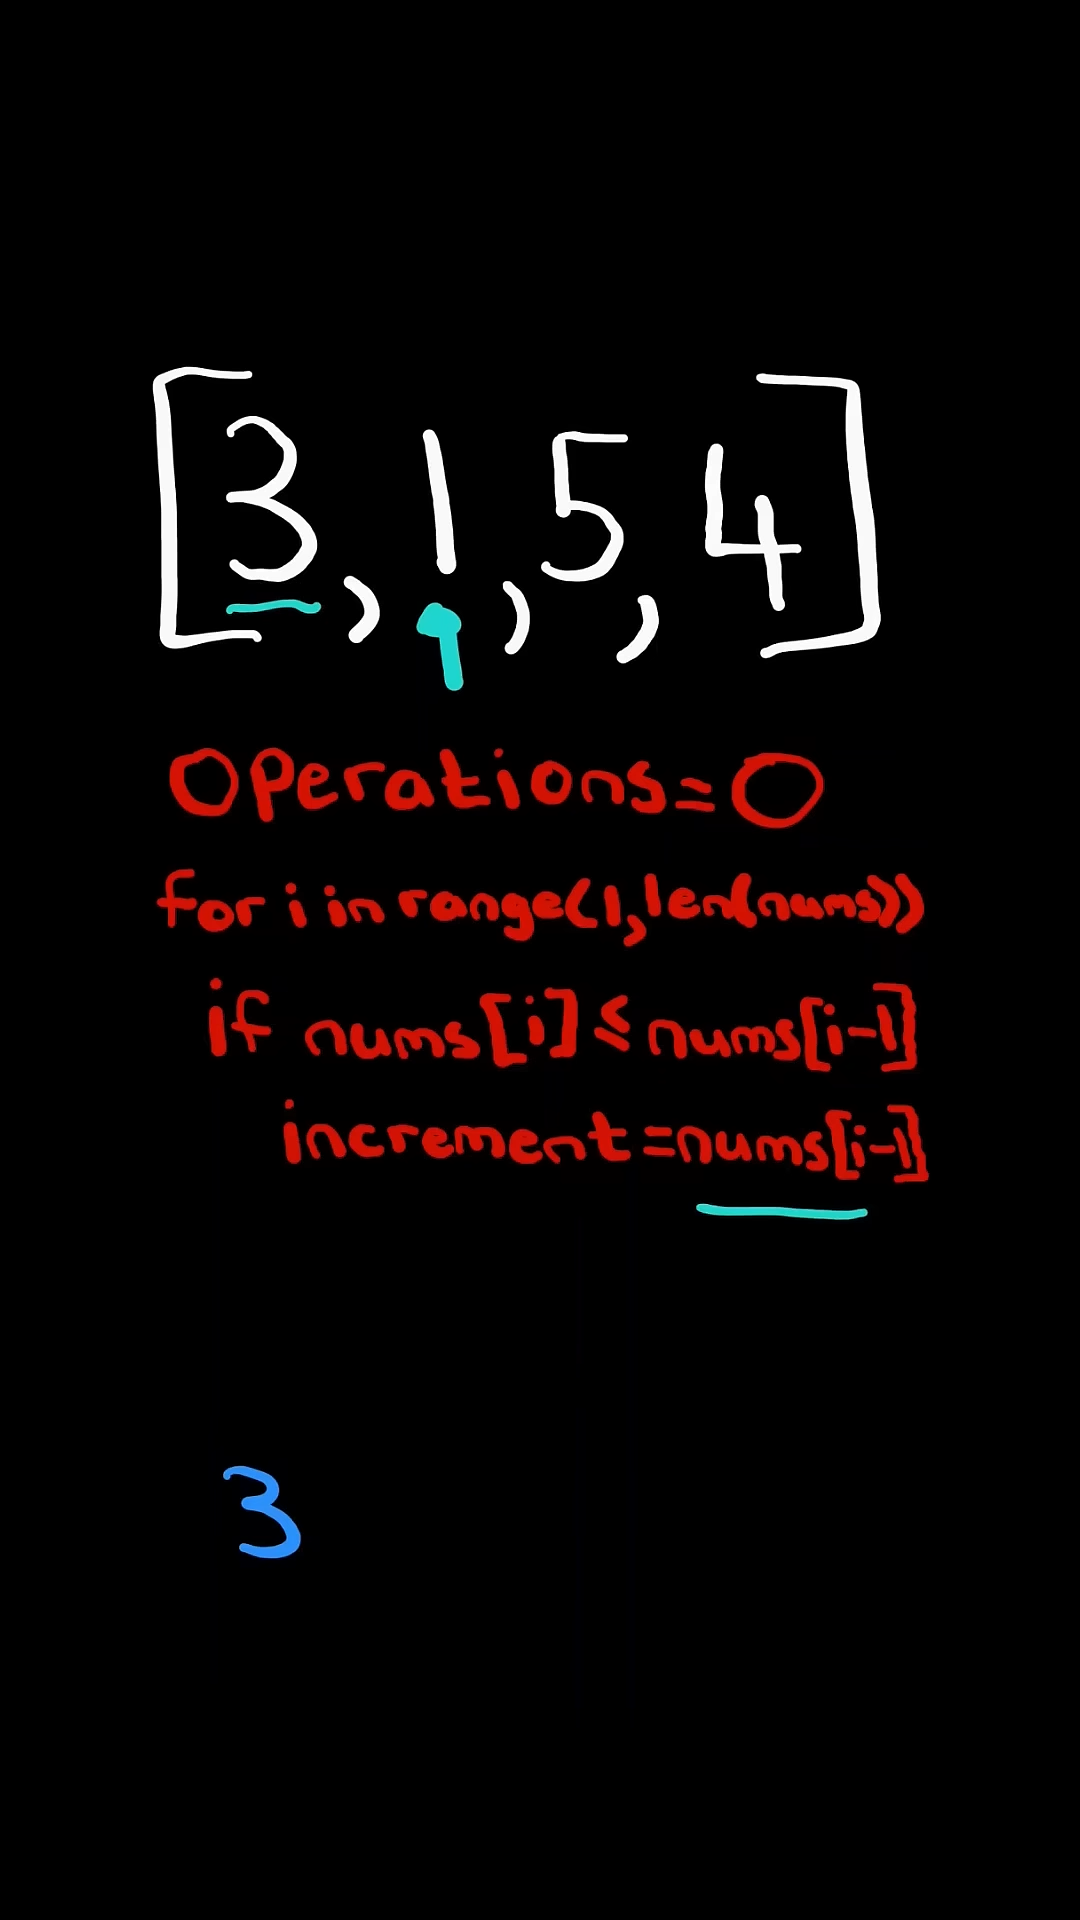 [3, 1, 5, 4]
operations=0
for i in range(1,len(nums))
if nums[i] ≤ nums[i-1]
increment=nums[i-1]
3